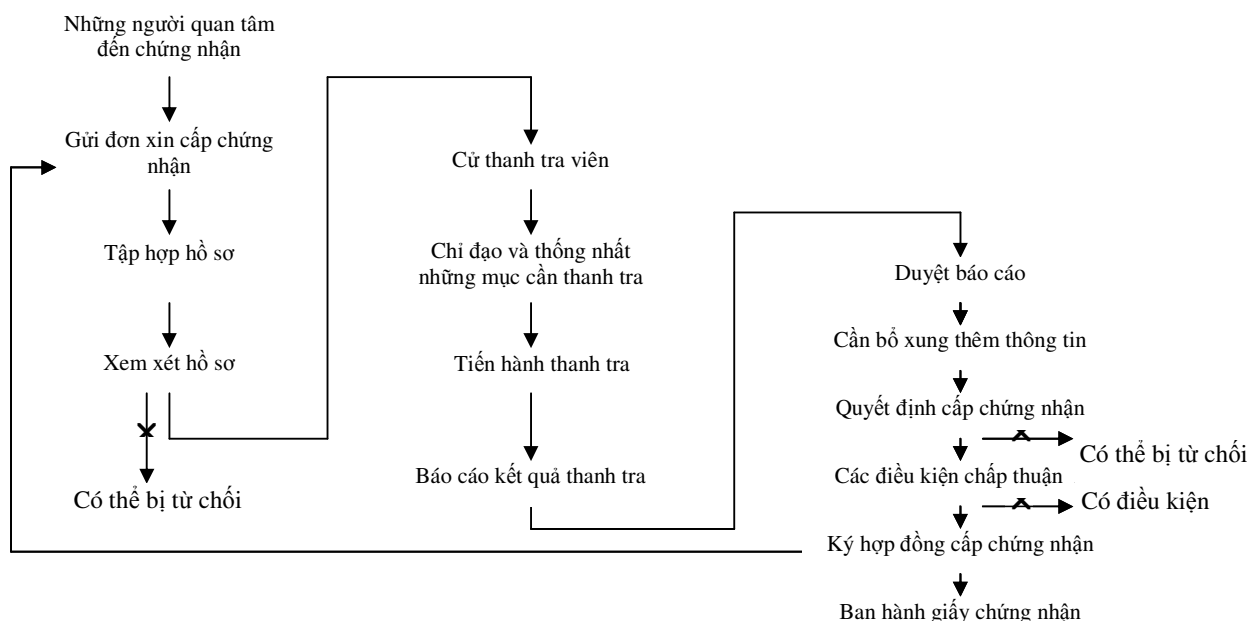 Những người quan tâm
đến chứng nhận
Gửi đơn xin cấp chứng
nhận
Tập hợp hồ sơ
Xem xét hồ sơ
Có thể bị từ chối
Cử thanh tra viên
Chỉ đạo và thống nhất
những mục cần thanh tra
Tiến hành thanh tra
Báo cáo kết quả thanh tra
Duyệt báo cáo
Cần bổ xung thêm thông tin
Quyết định cấp chứng nhận
Có thể bị từ chối
Các điều kiện chấp thuận
Có điều kiện
Ký hợp đồng cấp chứng nhận
Ban hành giấy chứng nhận